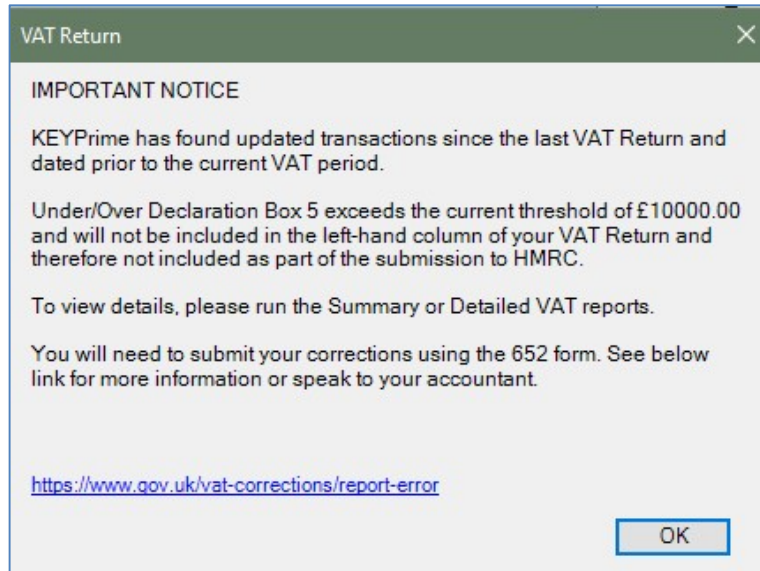 VAT Return
IMPORTANT NOTICE
KEYPrime has found updated transactions since the last VAT Return and
dated prior to the current VAT period.
Under/Over Declaration Box 5 exceeds the current threshold of £10000.00
and will not be included in the left-hand column of your VAT Return and
therefore not included as part of the submission to HMRC.
To view details, please run the Summary or Detailed VAT reports.
You will need to submit your corrections using the 652 form. See below
link for more information or speak to your accountant.
https://www.gov.uk/vat-corrections/report-error
OK